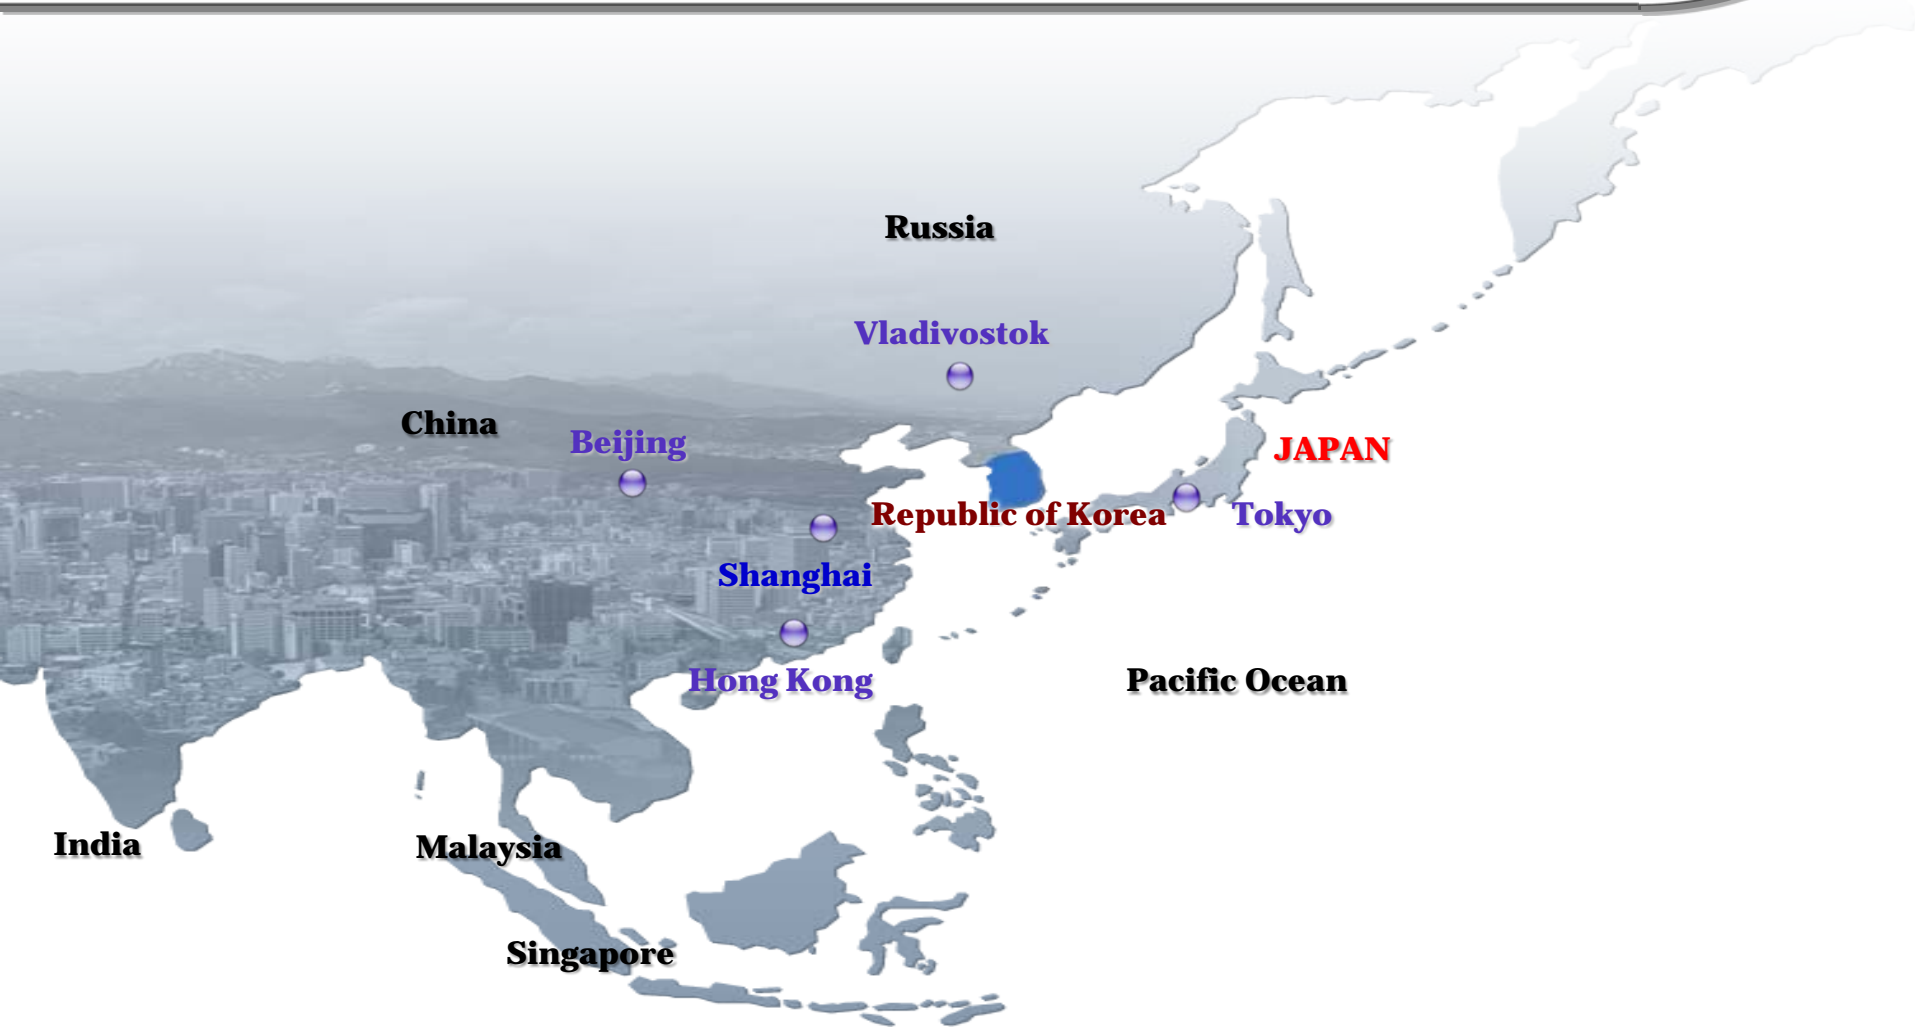 Russia
Vladivostok
China
Beijing
JAPAN
Republic of Korea
Tokyo
Shanghai
Hong Kong
Pacific Ocean
India
Malaysia
Singapore